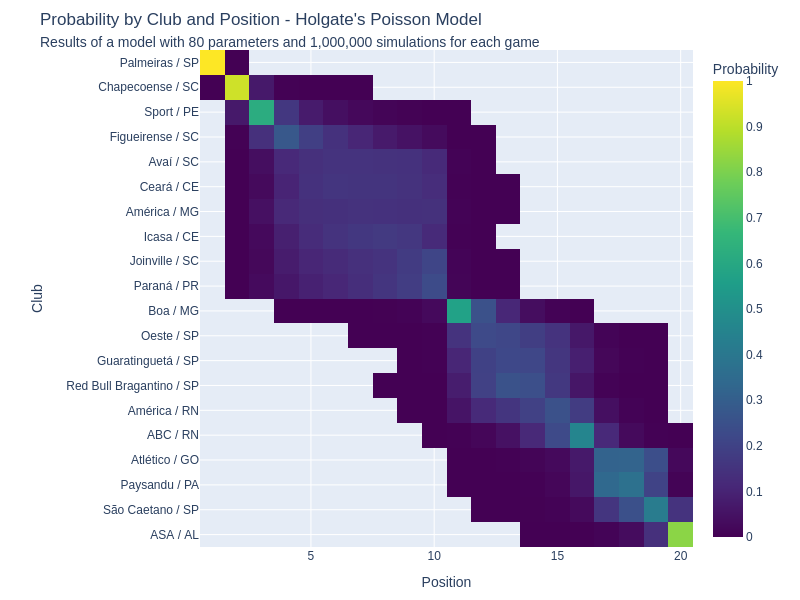 Probability by Club and Position - Holgate's Poisson Model
Results of a model with 80 parameters and 1,000,000 simulations for each game
Probability
Palmeiras / SP
Chapecoense / SC
Sport / PE
Figueirense / SC
Avaí / SC
Ceará / CE
América / MG
Icasa / CE
Joinville / SC
Paraná / PR
Boa / MG
Oeste / SP
Guaratinguetá / SP
Red Bull Bragantino / SP
América / RN
ABC / RN
Atlético / GO
Paysandu / PA
São Caetano / SP
ASA / AL
Club
5
10
15
20
Position
1
0.9
0.8
0.7
0.6
0.5
0.4
0.3
0.2
0.1
0